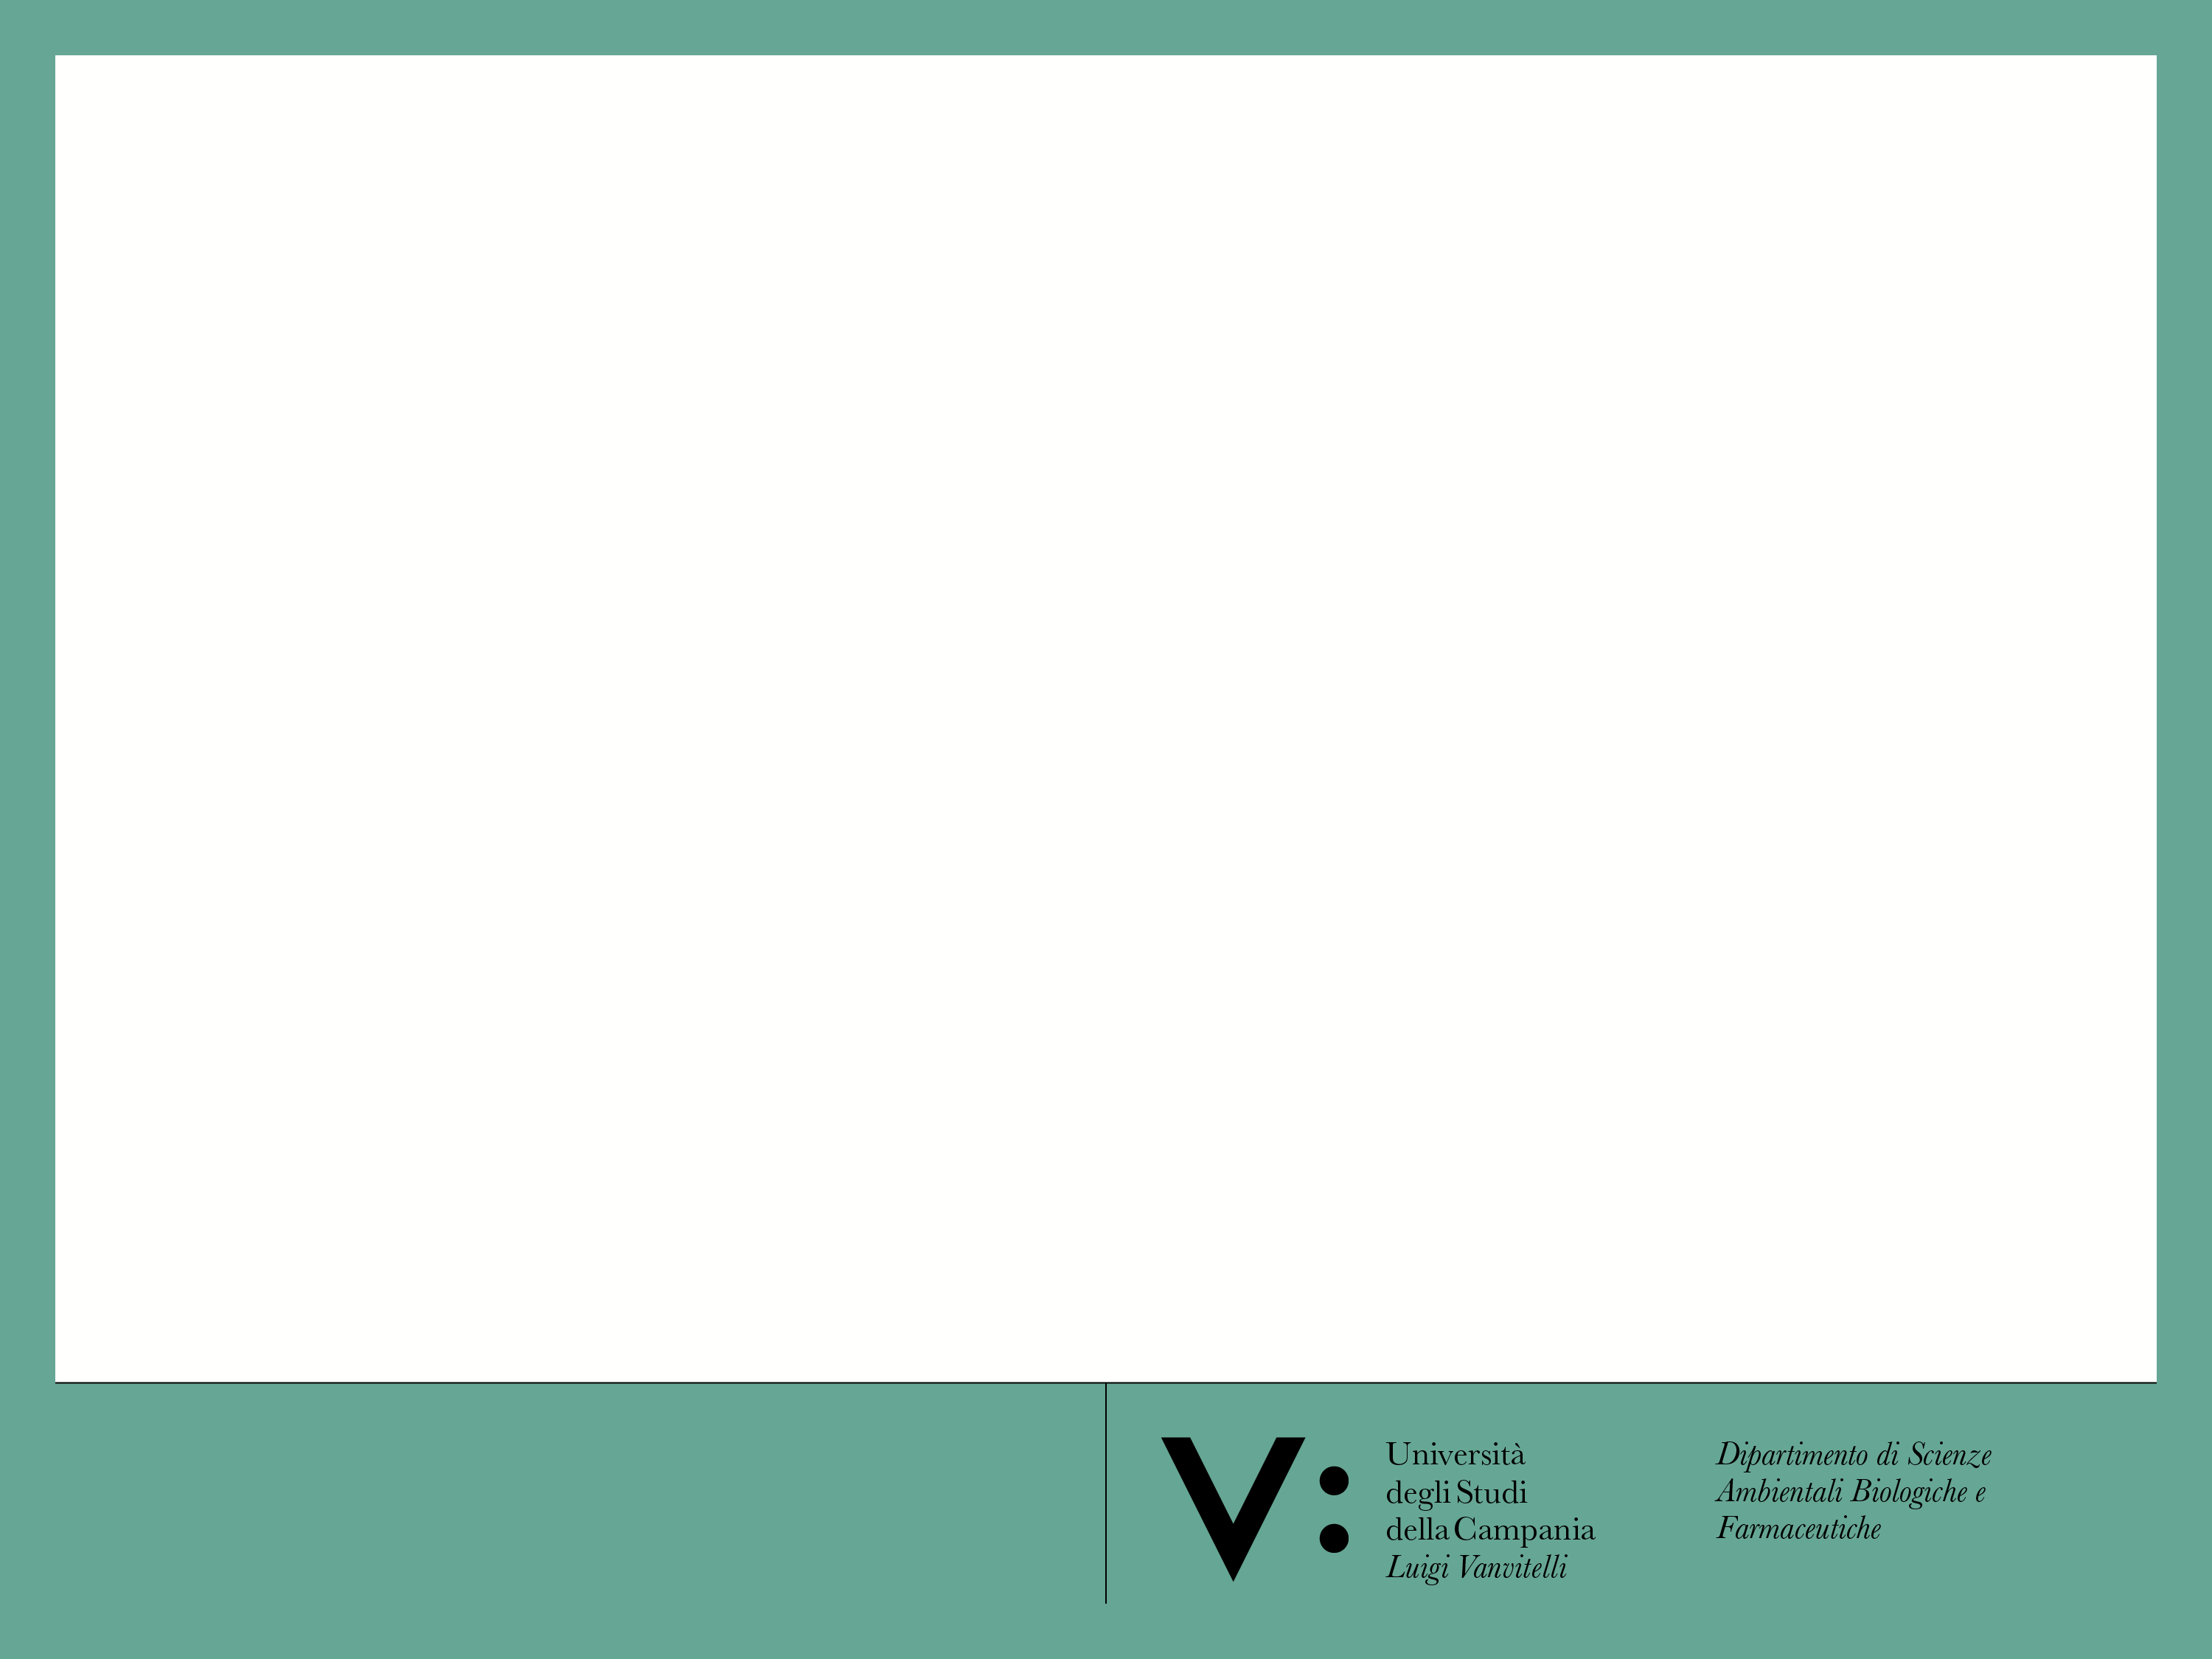 V:
Università
degli Studi
della Campania
Luigi Vanvitelli
Dipartimento di Scienze
Ambientali Biologiche e
Farmaceutiche